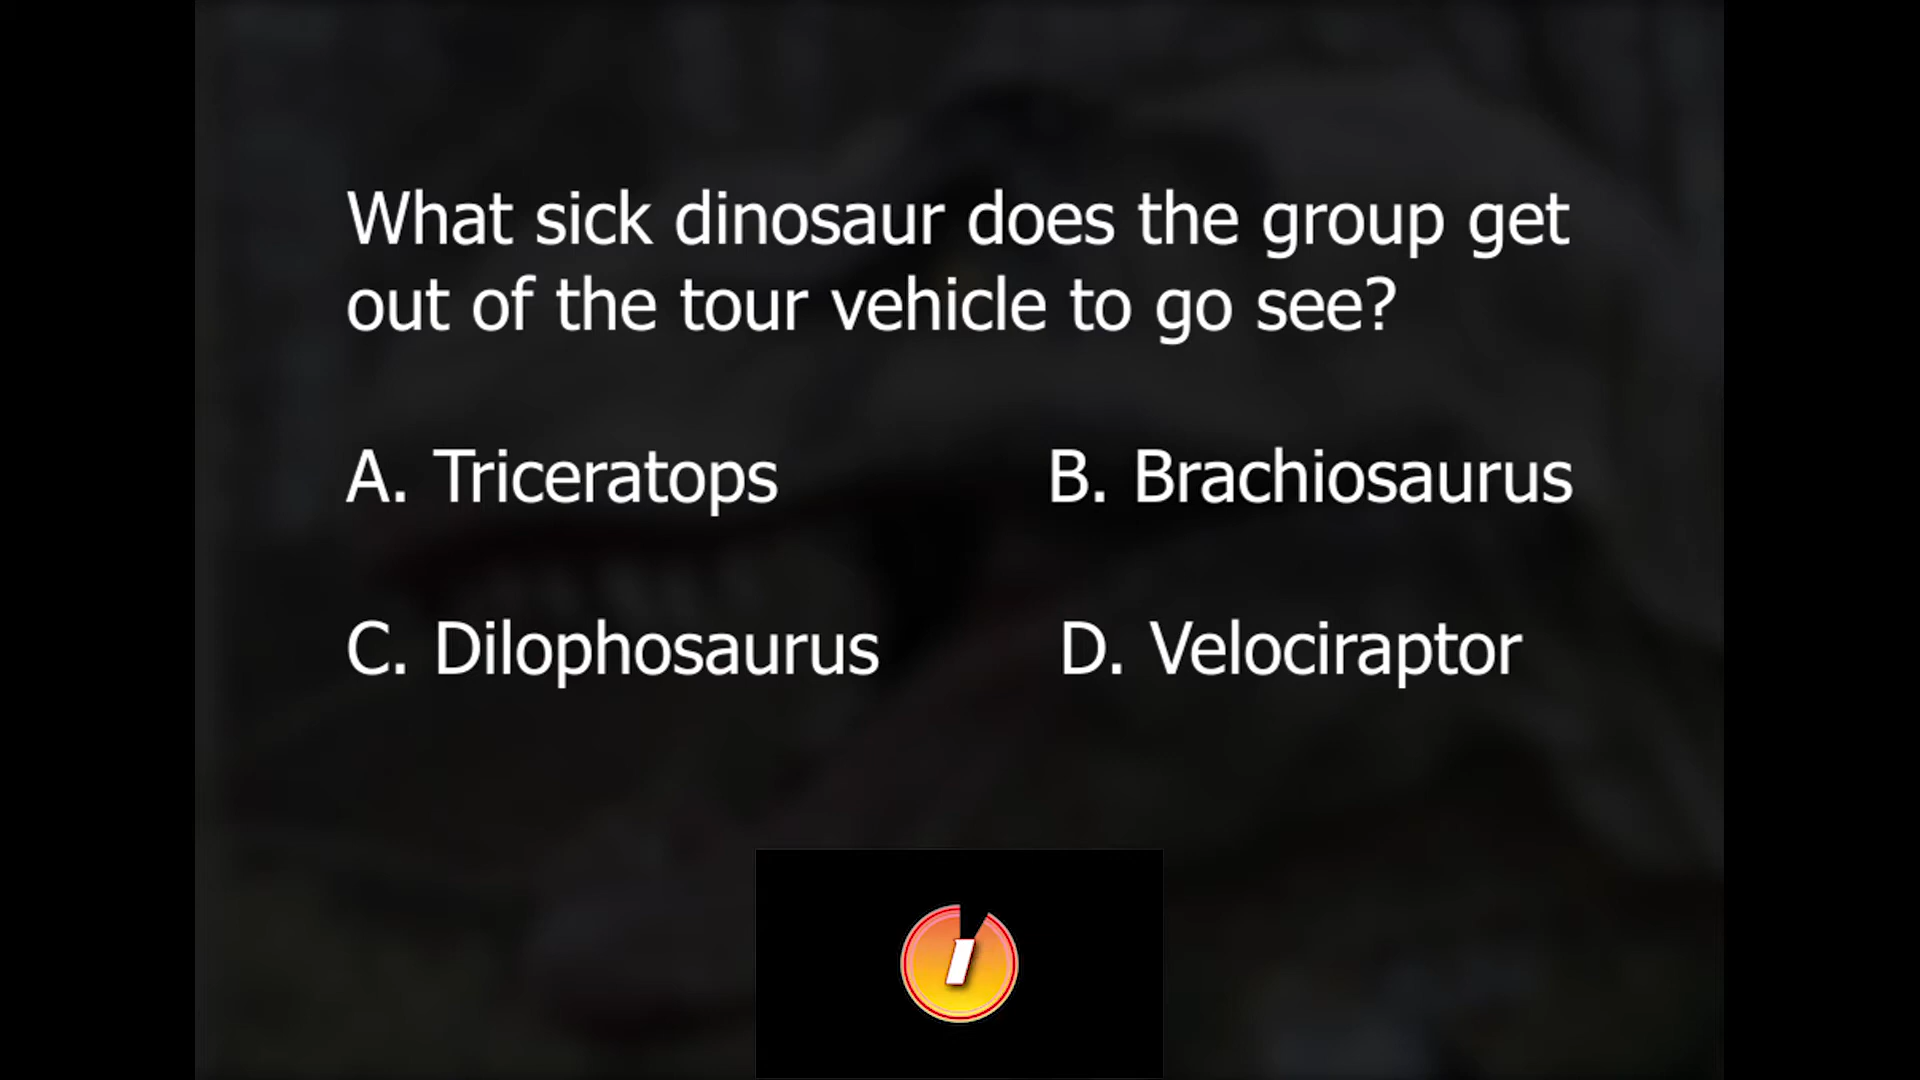 What sick dinosaur does the group get
out of the tour vehicle to go see?
A. Triceratops B. Brachiosaurus
C. Dilophosaurus D. Velociraptor
1